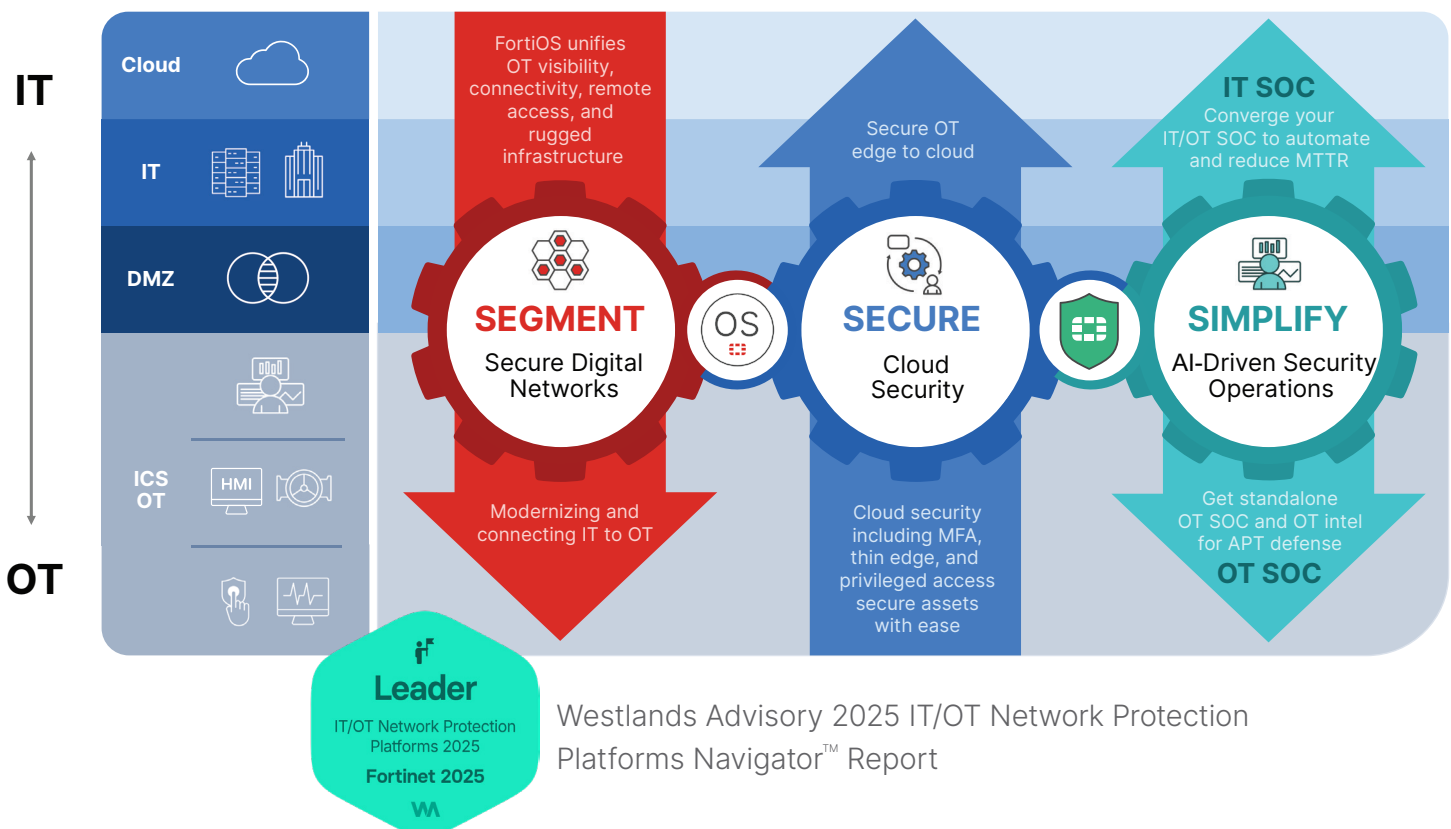 IT
OT
Cloud
IT
DMZ
ICS
OT
HMI
FortiOS unifies
OT visibility,
connectivity, remote
access, and
rugged
infrastructure
SEGMENT
Secure Digital
Networks
Modernizing and
connecting IT to OT
OS
Secure OT
edge to cloud
SECURE
Cloud
Security
Cloud security
including MFA,
thin edge, and
privileged access
secure assets
with ease
IT SOC
Converge your
IT/OT SOC to automate
and reduce MTTR
SIMPLIFY
AI-Driven Security
Operations
Get standalone
OT SOC and OT intel
for APT defense
OT SOC
Leader
IT/OT Network Protection
Platforms 2025
Fortinet 2025
WA
Westlands Advisory 2025 IT/OT Network Protection
Platforms Navigator™ Report